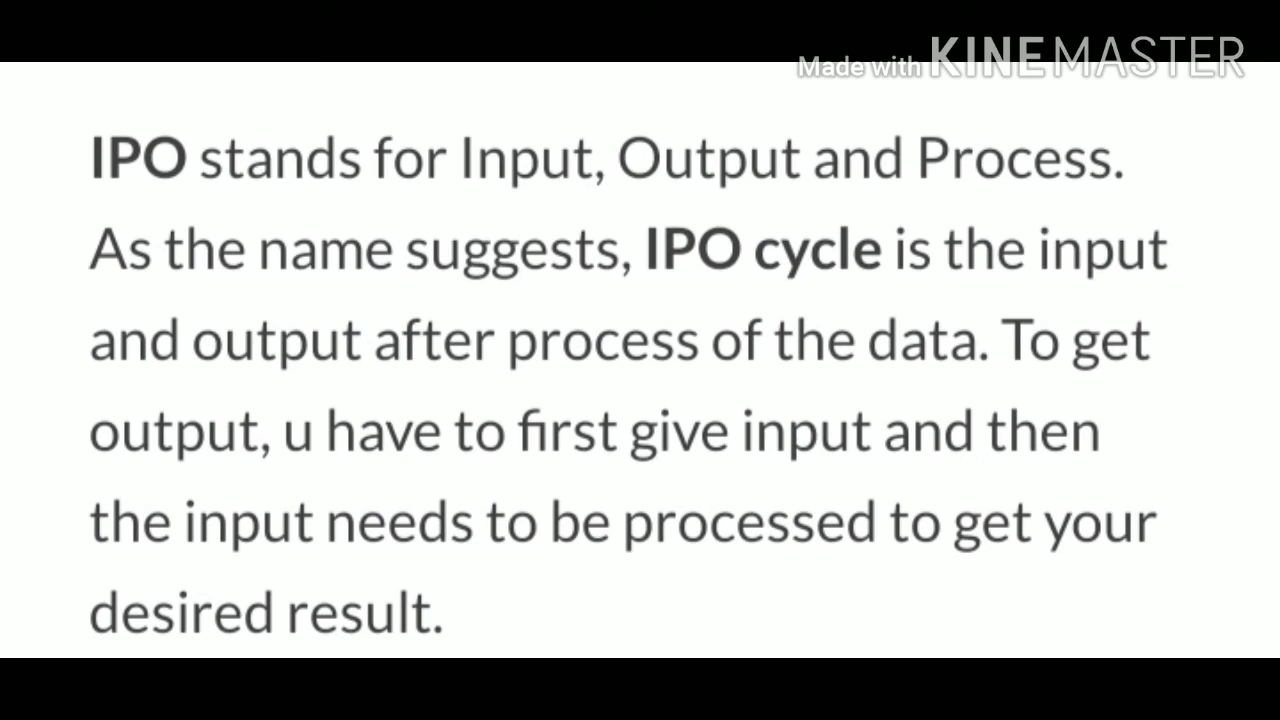 Made with KINEMASTER
IPO stands for Input, Output and Process.
As the name suggests, IPO cycle is the input
and output after process of the data. To get
output, u have to first give input and then
the input needs to be processed to get your
desired result.